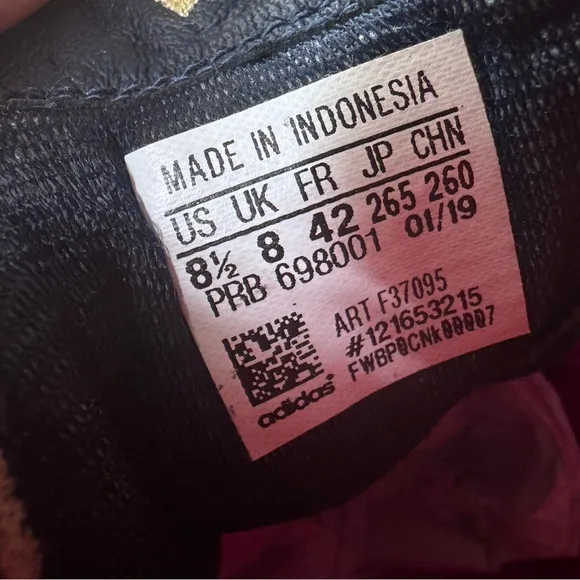 MADE IN INDONESIA
US UK FR JP CHN
8½ 8 42 265 260
PRB 698001 01/19
ART F37095
#121653215
FWBP0CNK00007
adidas